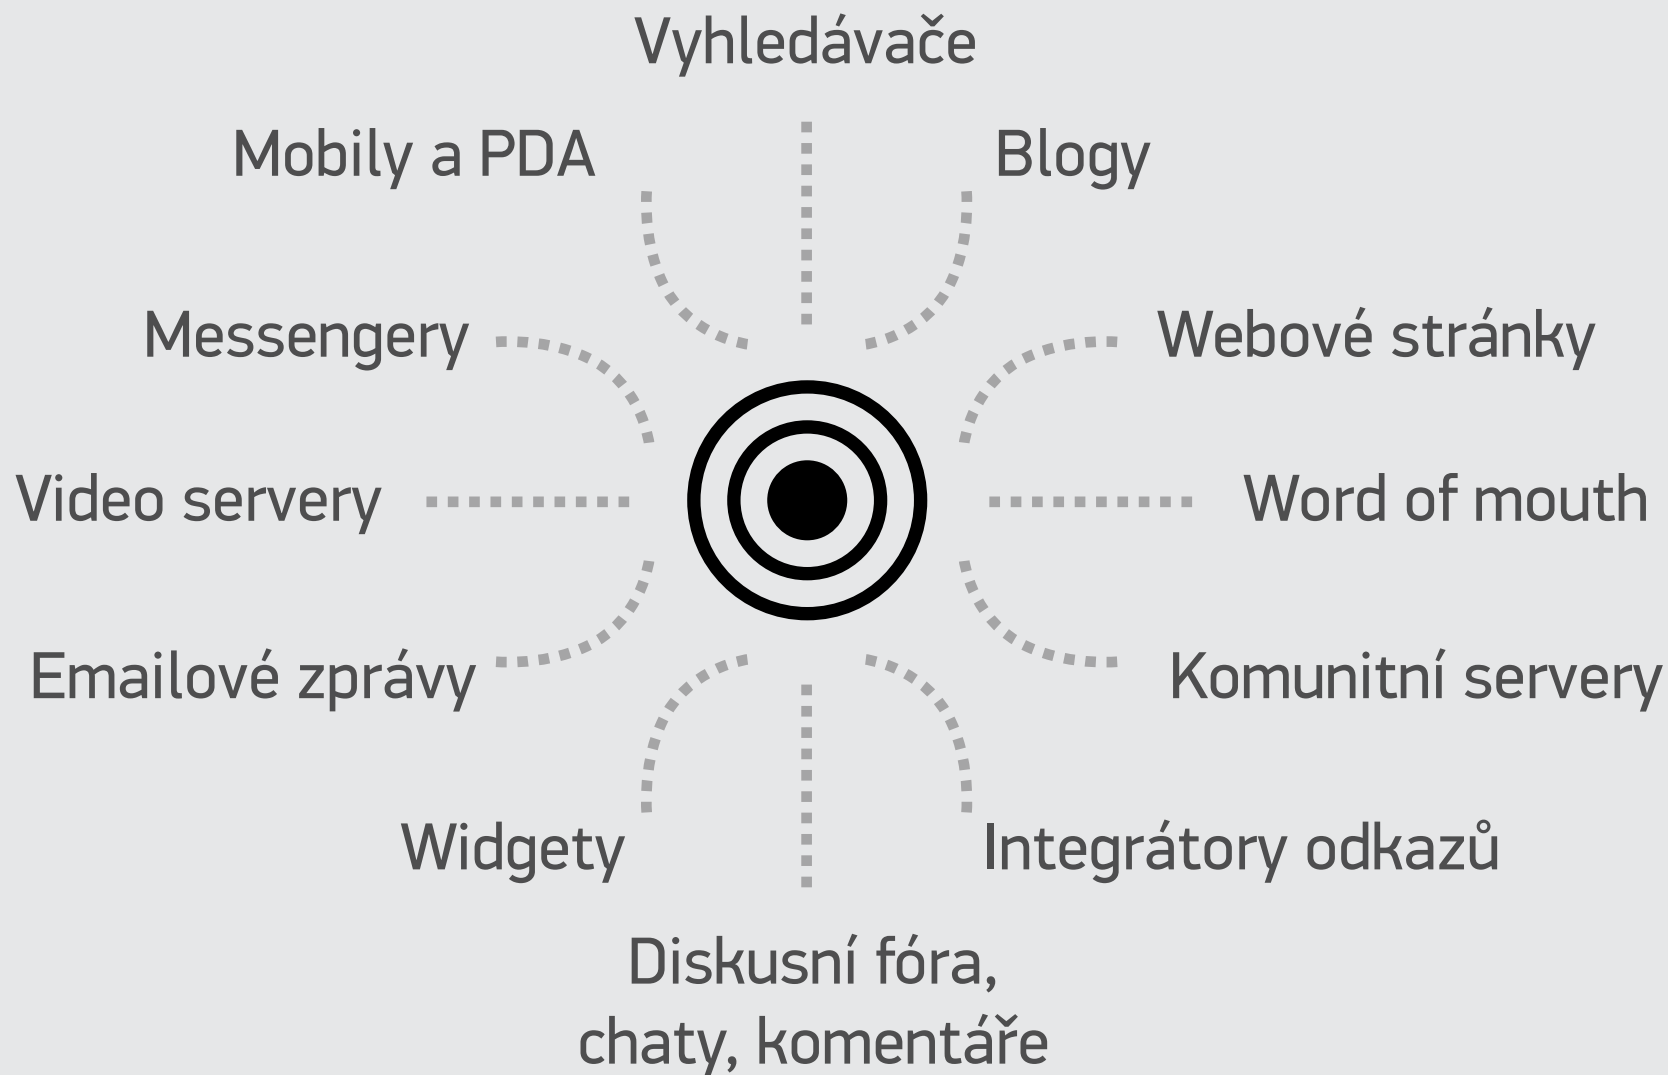 Vyhledávače
Mobily a PDA
Blogy
Messengery
Webové stránky
Video servery
Word of mouth
Emailové zprávy
Komunitní servery
Widgety
Integrátory odkazů
Diskusní fóra,
chaty, komentáře